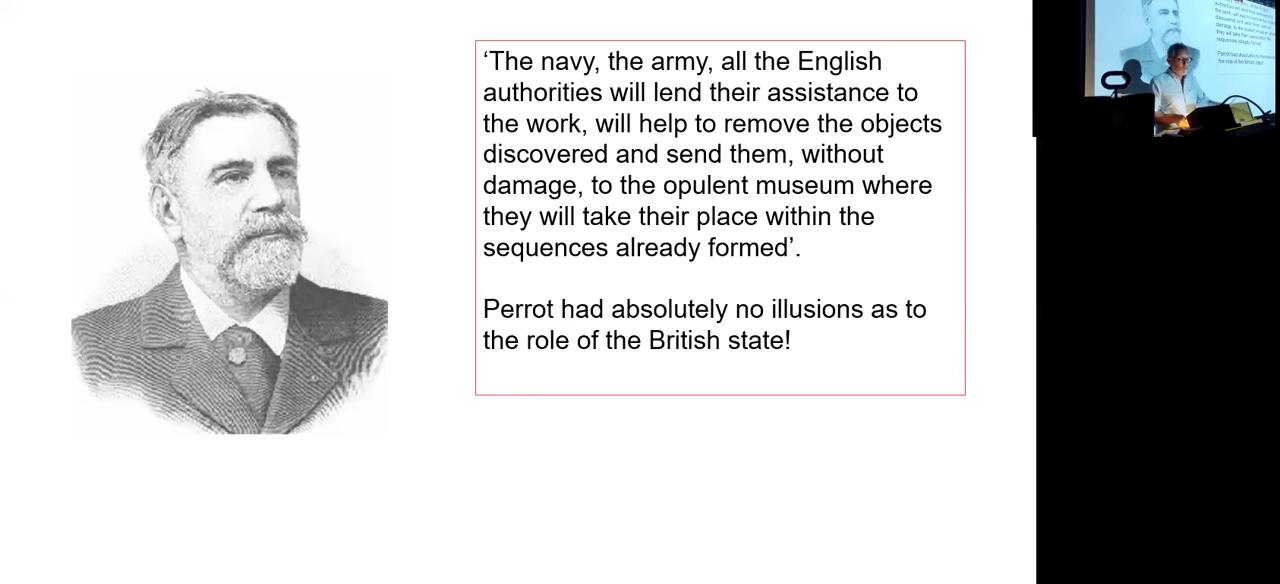 ‘The navy, the army, all the English
authorities will lend their assistance to
the work, will help to remove the objects
discovered and send them, without
damage, to the opulent museum where
they will take their place within the
sequences already formed’.
Perrot had absolutely no illusions as to
the role of the British state!